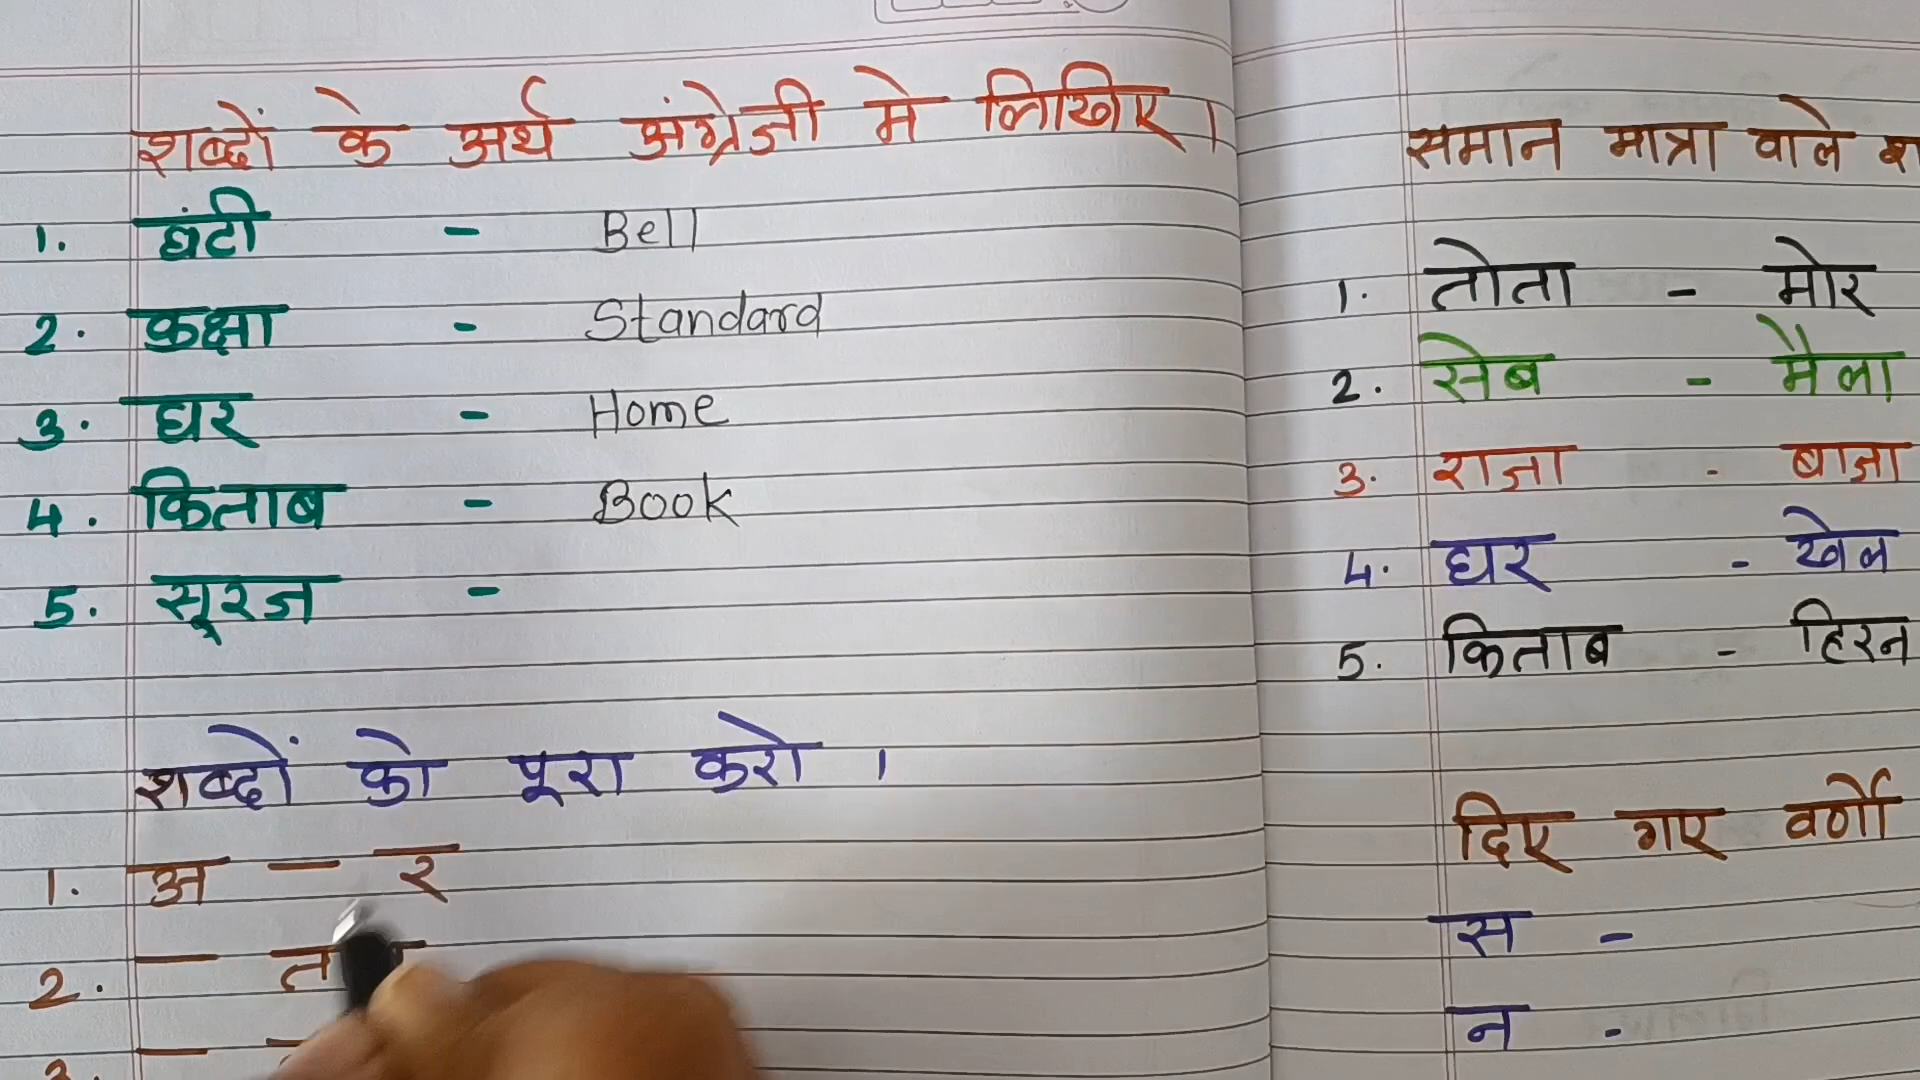 शब्दों के अर्थ अंग्रेजी मे लिखिए।
1. घंटी - Bell
2. कक्षा - Standard
3. घर - Home
4. किताब - Book
5. सूरज -
शब्दों को पूरा करो ।
1. अ — र
2. — त
3. —
समान मात्रा वाले
1. तोता - मोर
2. सेब - मैला
3. राजा - बाजा
4. घर - खेल
5. किताब - हिरन
दिए गए वर्णो
स -
न -